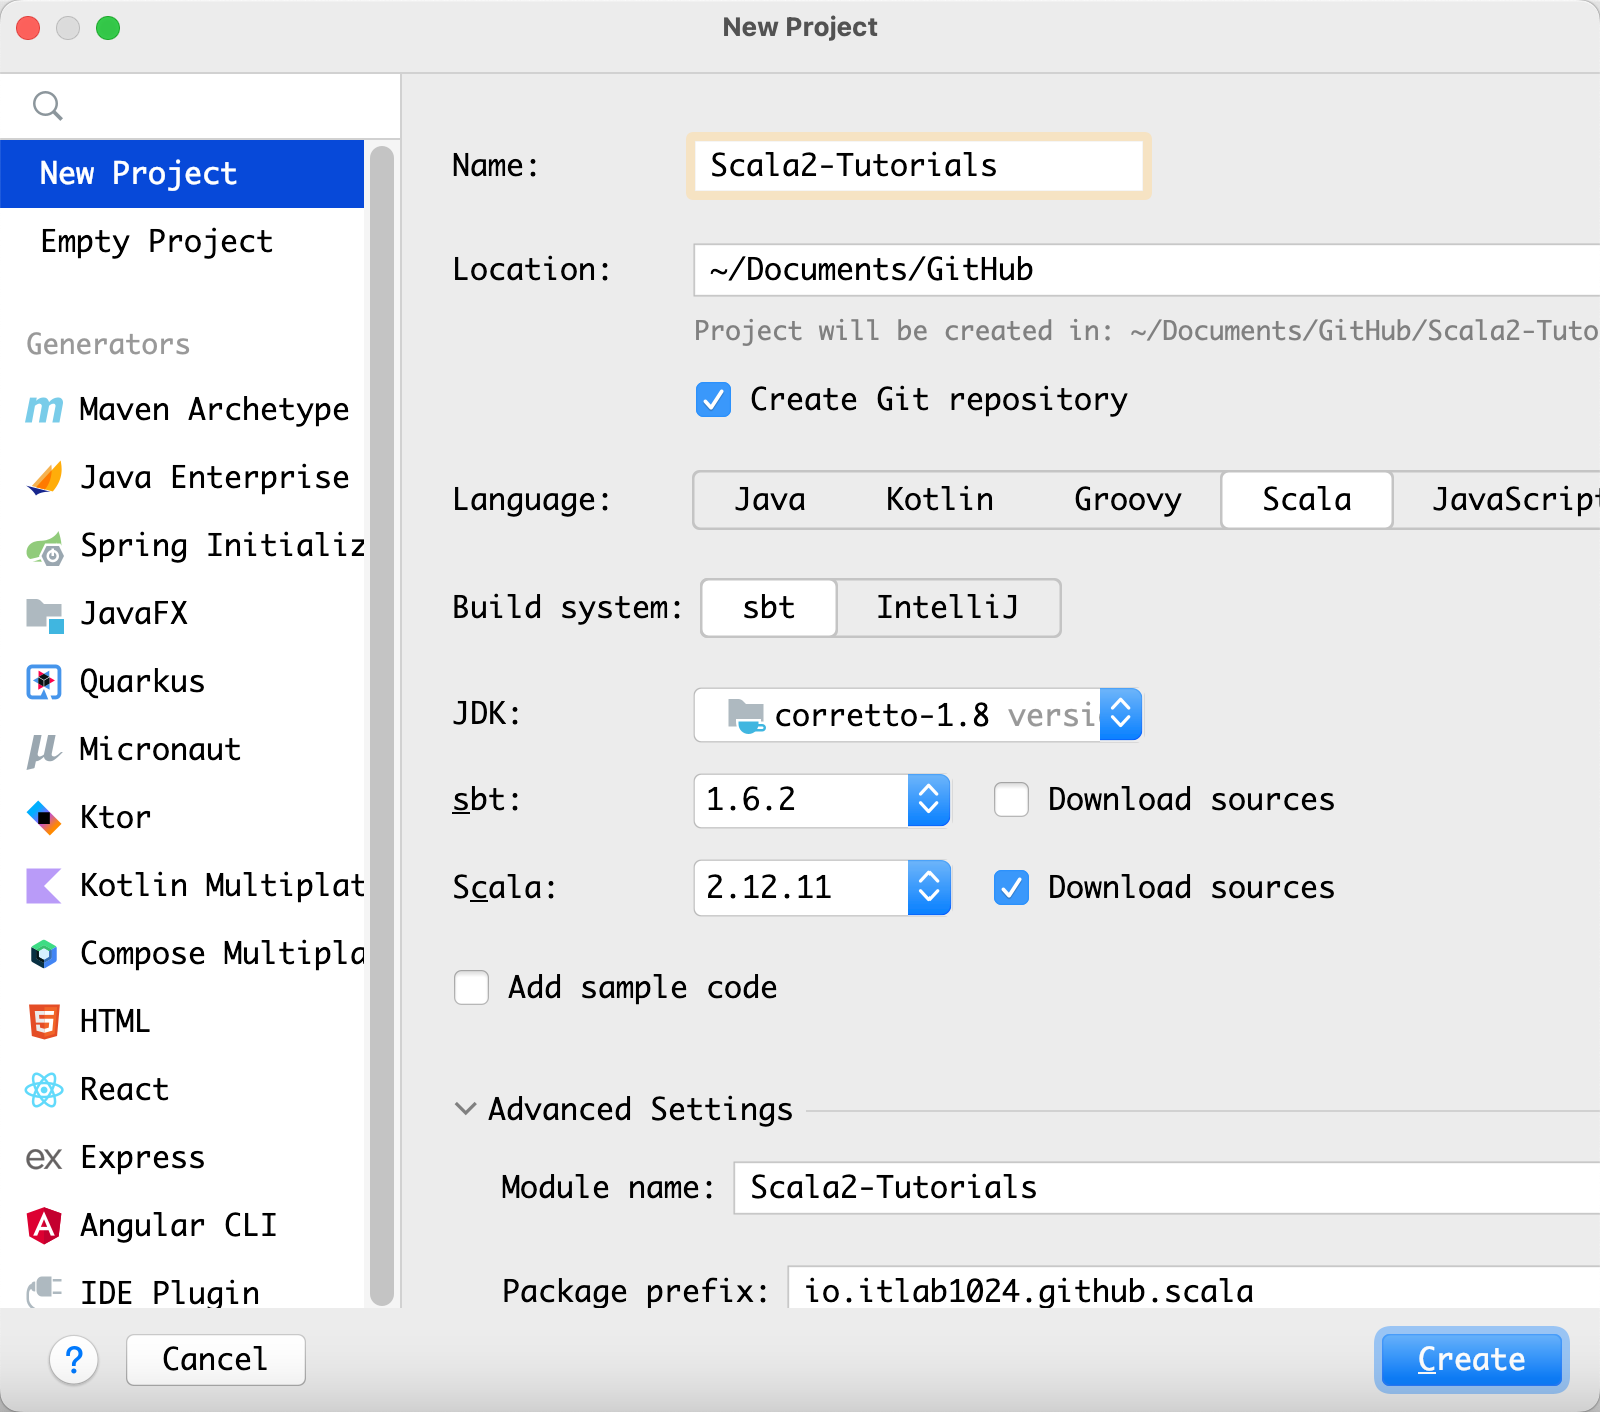 New Project
New Project
Empty Project
Generators
Maven Archetype
Java Enterprise
Spring Initializ
JavaFX
Quarkus
Micronaut
Ktor
Kotlin Multiplat
Compose Multipla
HTML
React
ex Express
Angular CLI
IDE Plugin
Name: Scala2-Tutorials
Location: ~/Documents/GitHub
Project will be created in: ~/Documents/GitHub/Scala2-Tuto
Create Git repository
Language: Java Kotlin Groovy Scala JavaScript
Build system: sbt IntelliJ
JDK: corretto-1.8 versi
sbt: 1.6.2 Download sources
Scala: 2.12.11 Download sources
Add sample code
Advanced Settings
Module name: Scala2-Tutorials
Package prefix: io.itlab1024.github.scala
? Cancel Create